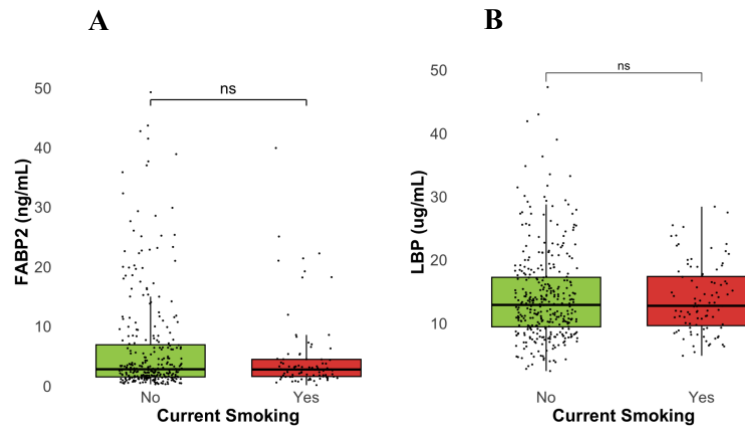 A
ns
FABP2 (ng/mL)
50
40
30
20
10
0
No
Yes
Current Smoking
B
ns
LBP (ug/mL)
50
40
30
20
10
No
Yes
Current Smoking